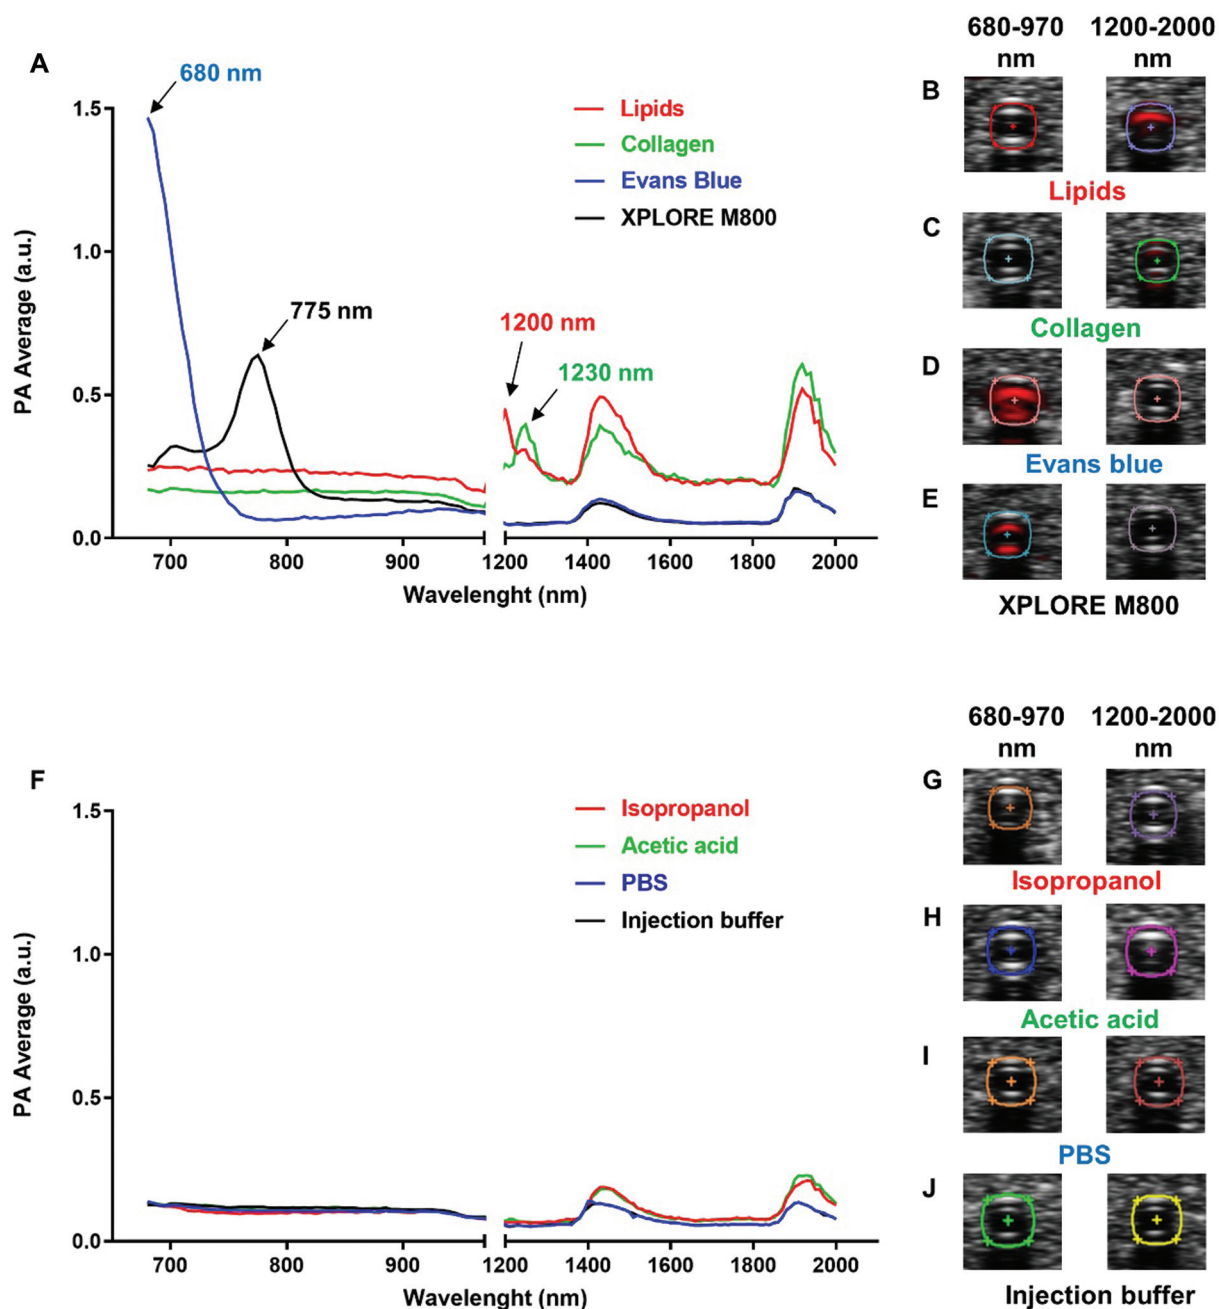 A
680 nm
1.5
1.0
0.5
0.0
PA Average (a.u.)
Lipids
Collagen
Evans Blue
XPLORE M800
775 nm
1200 nm
1230 nm
700 800 900 1200 1400 1600 1800 2000
Wavelenght (nm)
680-970 1200-2000
nm nm
B
Lipids
C
Collagen
D
Evans blue
E
XPLORE M800
F
1.5
1.0
0.5
0.0
PA Average (a.u.)
Isopropanol
Acetic acid
PBS
Injection buffer
700 800 900 1200 1400 1600 1800 2000
Wavelenght (nm)
680-970 1200-2000
nm nm
G
Isopropanol
H
Acetic acid
I
PBS
J
Injection buffer